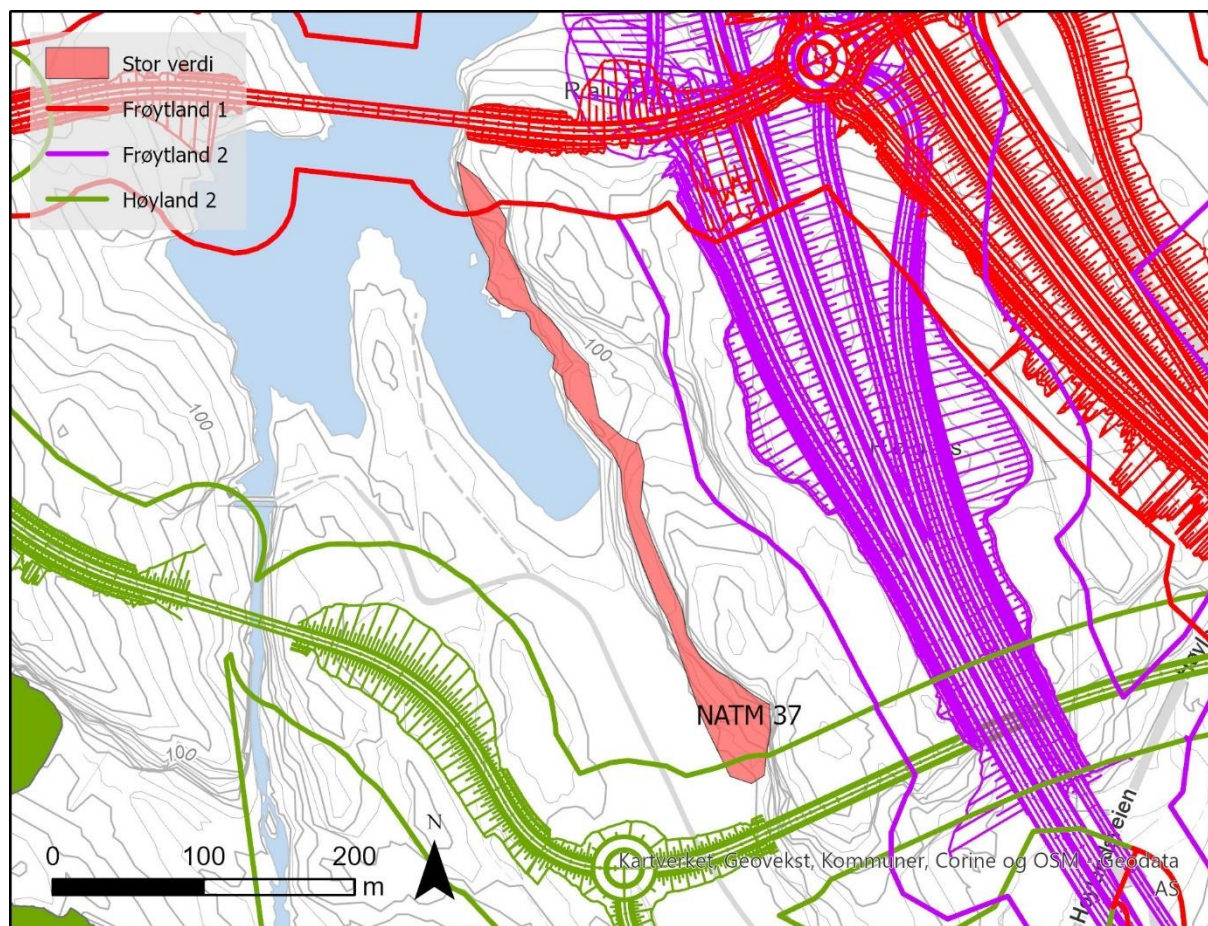 Stor verdi
Frøytland 1
Frøytland 2
Høyland 2
100
100
100
NATM 37
N
0 100 200
m
Kartverket, Geovekst, Kommuner, Corine og OSM - Geodata
AS